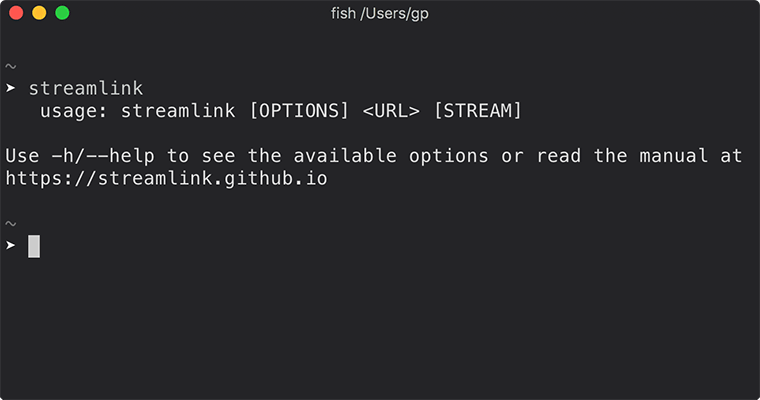 fish /Users/gp
~
➤ streamlink
usage: streamlink [OPTIONS] <URL> [STREAM]
Use -h/--help to see the available options or read the manual at
https://streamlink.github.io
~
➤